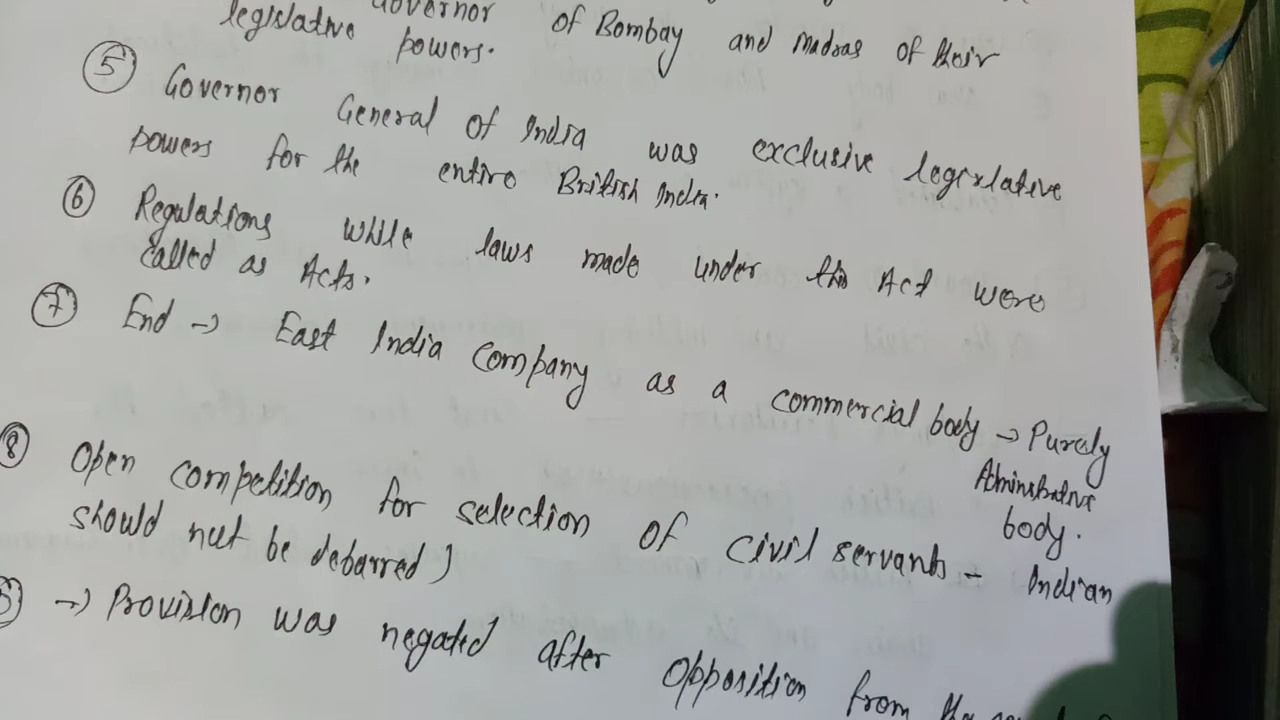 Governor of Bombay and Madras of their
legislative powers.
⑤ Governor General of India was exclusive legislative
powers for the entire British India.
⑥ Regulations while laws made under this Act were
called as Acts.
⑦ End → East India Company as a commercial body → Purely
Adminstrative
body.
⑧ Open competition for selection of civil servants - Indian
should not be debarred)
→ Provision was negated after opposition from the